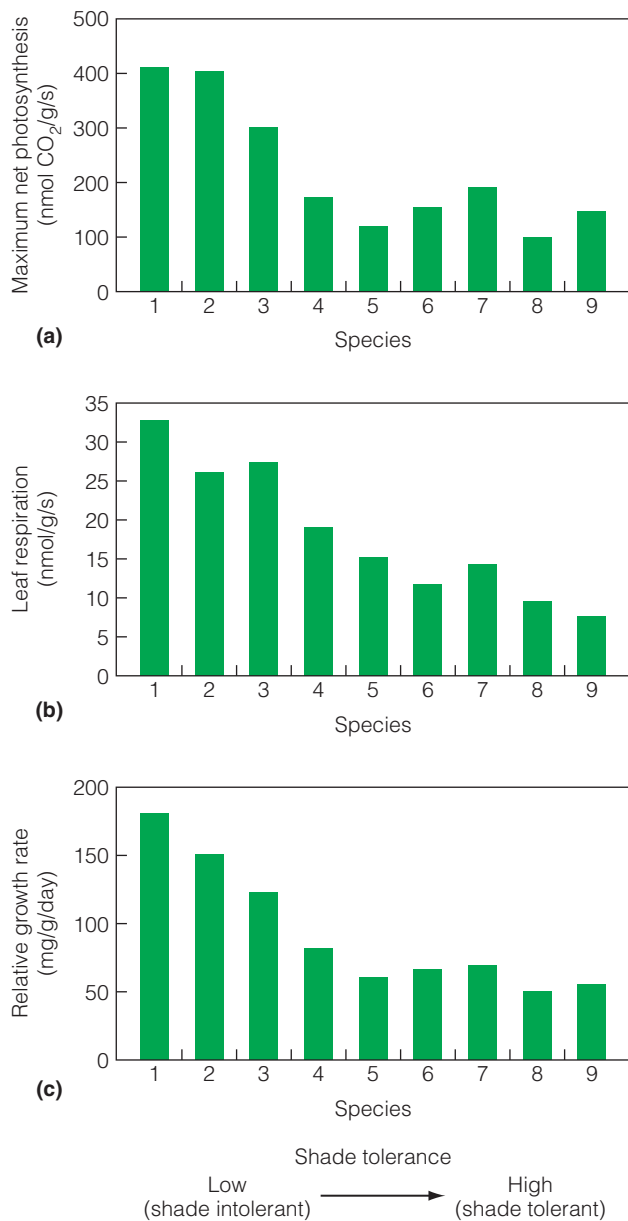 Maximum net photosynthesis
(nmol CO₂/g/s)
500
400
300
200
100
0
1 2 3 4 5 6 7 8 9
(a)
Species
Leaf respiration
(nmol/g/s)
35
30
25
20
15
10
5
0
1 2 3 4 5 6 7 8 9
(b)
Species
Relative growth rate
(mg/g/day)
200
150
100
50
0
1 2 3 4 5 6 7 8 9
(c)
Species
Shade tolerance
Low High
(shade intolerant) (shade tolerant)